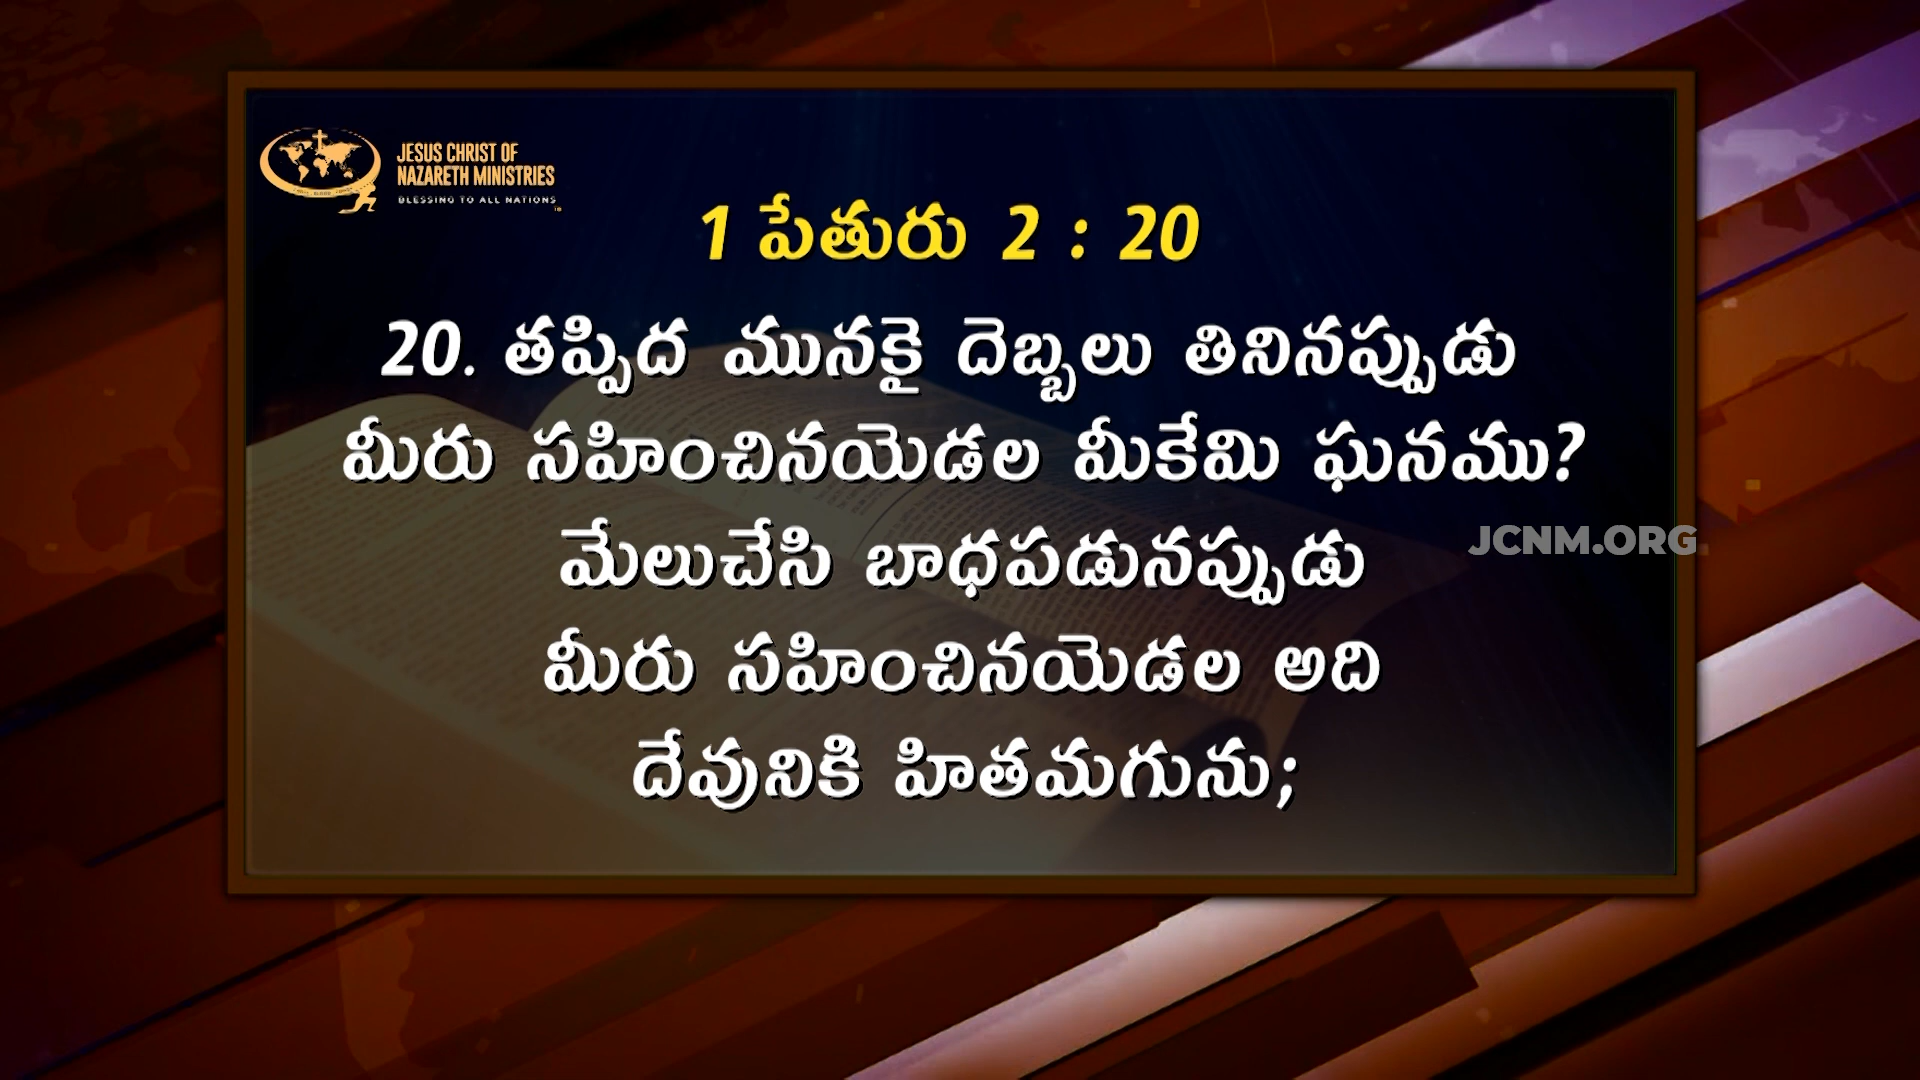 JESUS CHRIST OF
NAZARETH MINISTRIES
BLESSING TO ALL NATIONS
1 పేతురు 2 : 20
20. తప్పిద మునకై దెబ్బలు తినినప్పుడు
మీరు సహించినయెడల మీకేమి ఘనము?
మేలుచేసి బాధపడునప్పుడు
మీరు సహించినయెడల అది
దేవునికి హితమగును;
JCNM.ORG